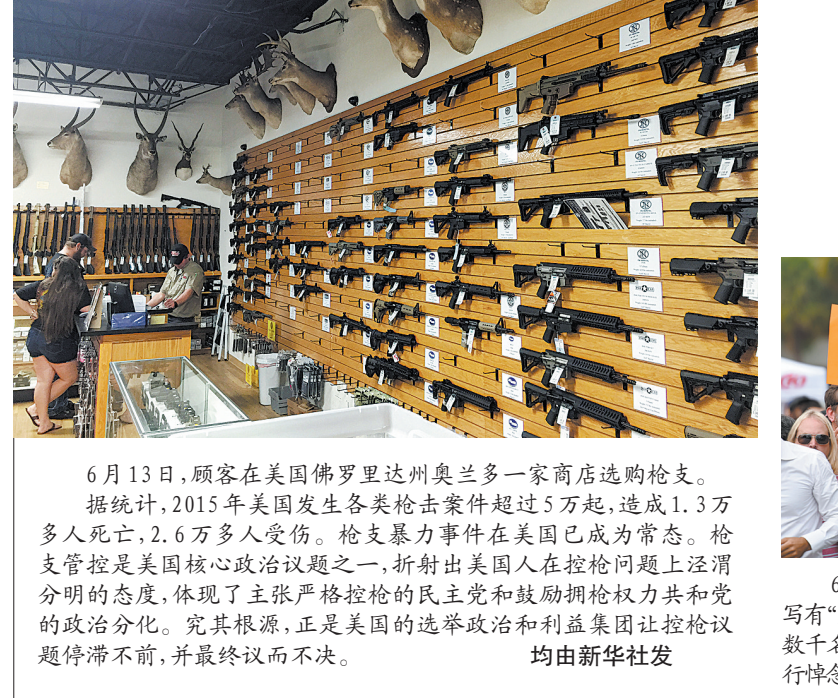 6月13日,顾客在美国佛罗里达州奥兰多一家商店选购枪支。
据统计,2015年美国发生各类枪击案件超过5万起,造成1.3万
多人死亡,2.6万多人受伤。枪支暴力事件在美国已成为常态。枪
支管控是美国核心政治议题之一,折射出美国人在控枪问题上泾渭
分明的态度,体现了主张严格控枪的民主党和鼓励拥枪权力共和党
的政治分化。究其根源,正是美国的选举政治和利益集团让控枪议
题停滞不前,并最终议而不决。 均由新华社发
6
写有“
数千名
行悼念